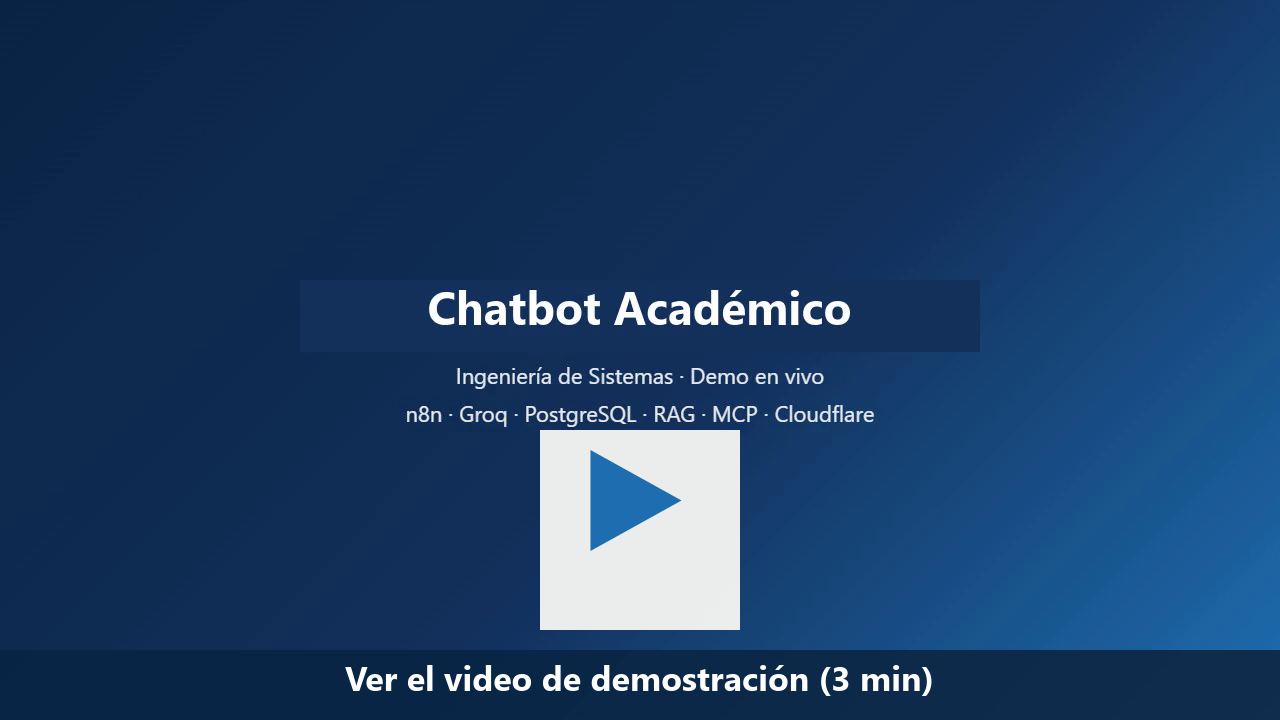 Chatbot Académico
Ingeniería de Sistemas · Demo en vivo
n8n · Groq · PostgreSQL · RAG · MCP · Cloudflare
Ver el video de demostración (3 min)